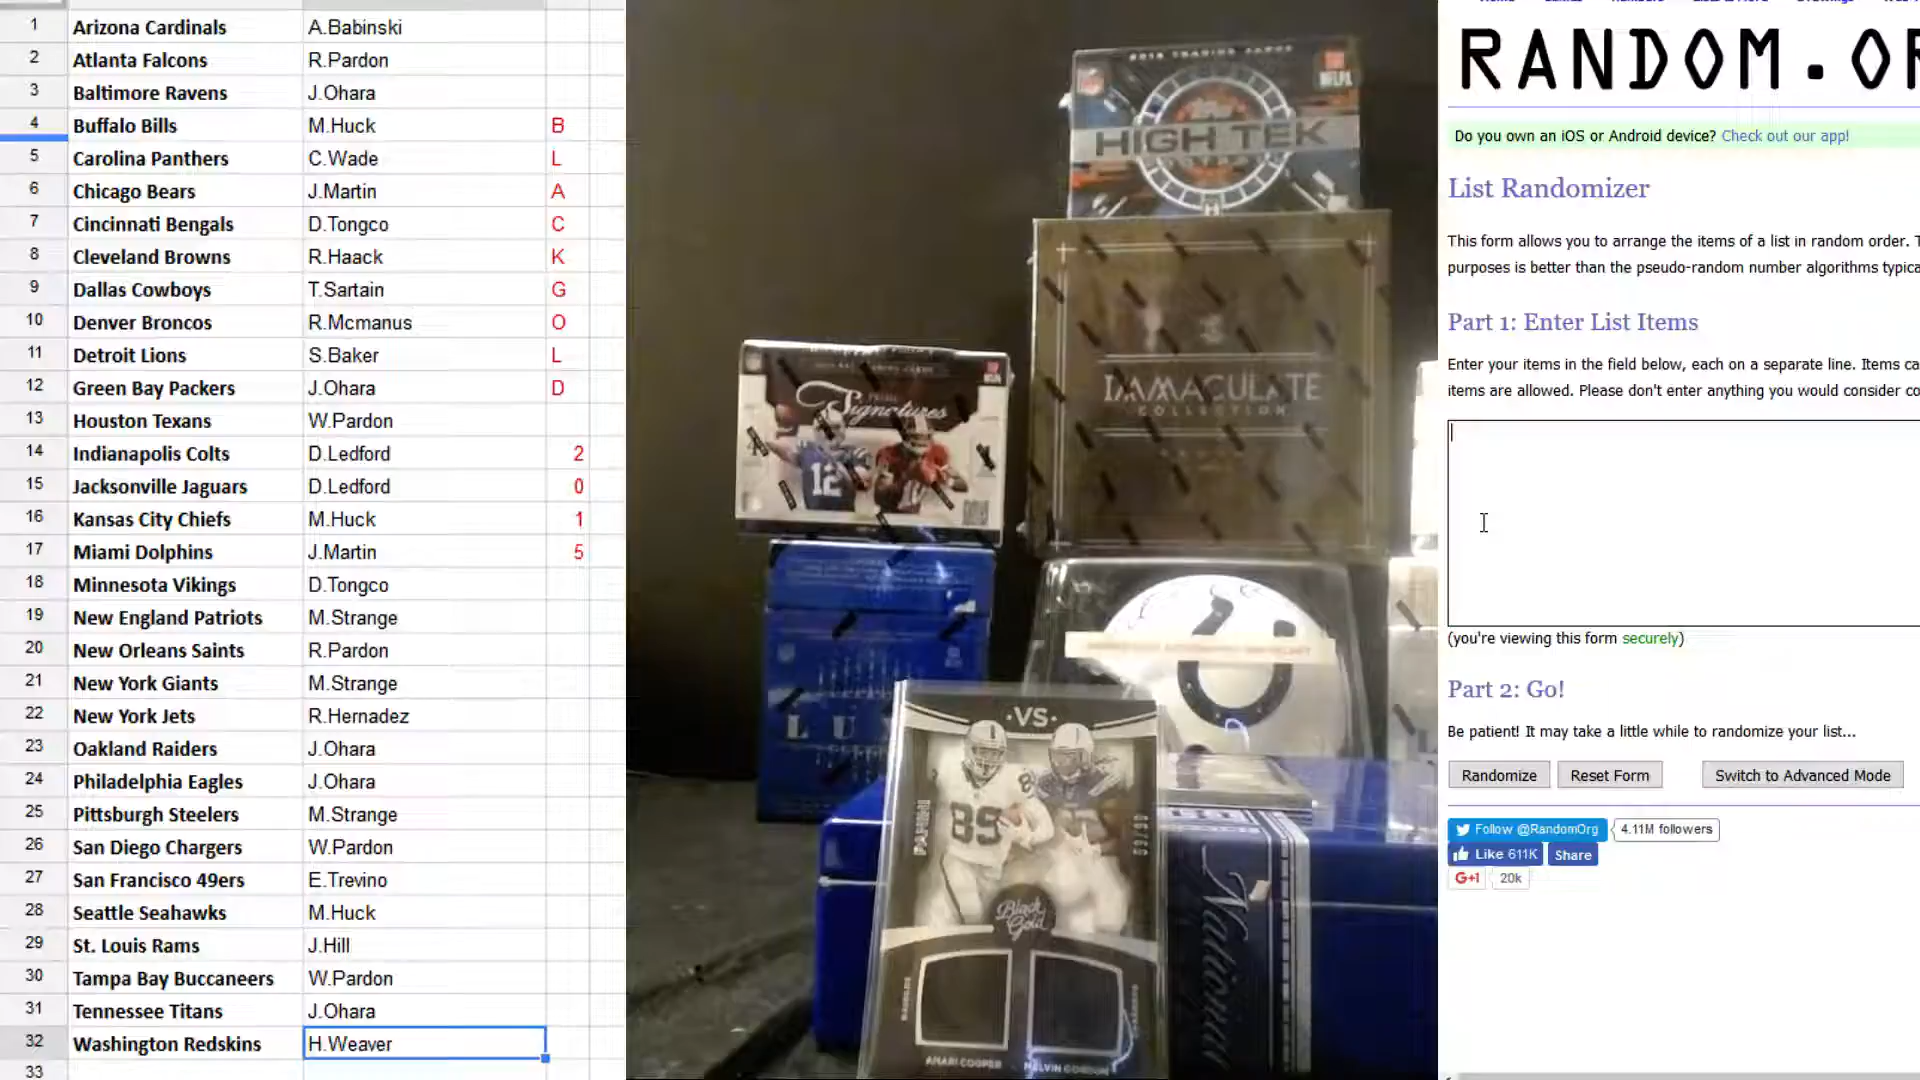 1 Arizona Cardinals A.Babinski
2 Atlanta Falcons R.Pardon
3 Baltimore Ravens J.Ohara
4 Buffalo Bills M.Huck B
5 Carolina Panthers C.Wade L
6 Chicago Bears J.Martin A
7 Cincinnati Bengals D.Tongco C
8 Cleveland Browns R.Haack K
9 Dallas Cowboys T.Sartain G
10 Denver Broncos R.Mcmanus O
11 Detroit Lions S.Baker L
12 Green Bay Packers J.Ohara D
13 Houston Texans W.Pardon
14 Indianapolis Colts D.Ledford 2
15 Jacksonville Jaguars D.Ledford 0
16 Kansas City Chiefs M.Huck 1
17 Miami Dolphins J.Martin 5
18 Minnesota Vikings D.Tongco
19 New England Patriots M.Strange
20 New Orleans Saints R.Pardon
21 New York Giants M.Strange
22 New York Jets R.Hernadez
23 Oakland Raiders J.Ohara
24 Philadelphia Eagles J.Ohara
25 Pittsburgh Steelers M.Strange
26 San Diego Chargers W.Pardon
27 San Francisco 49ers E.Trevino
28 Seattle Seahawks M.Huck
29 St. Louis Rams J.Hill
30 Tampa Bay Buccaneers W.Pardon
31 Tennessee Titans J.Ohara
32 Washington Redskins H.Weaver
33
TRADING CARDS
NFLPA
HIGH TEK
Signatures
12
10
IMMACULATE
COLLECTION
LU
VS
89
8
Black
Gold
AMARI COOPER MELVIN GORDON
RANDOM.O
Do you own an iOS or Android device? Check out our app!
List Randomizer
This form allows you to arrange the items of a list in random order. T
purposes is better than the pseudo-random number algorithms typica
Part 1: Enter List Items
Enter your items in the field below, each on a separate line. Items ca
items are allowed. Please don't enter anything you would consider co
(you're viewing this form securely)
Part 2: Go!
Be patient! It may take a little while to randomize your list...
Randomize Reset Form Switch to Advanced Mode
Follow @RandomOrg 4.11M followers
Like 611K Share
G+1 20k